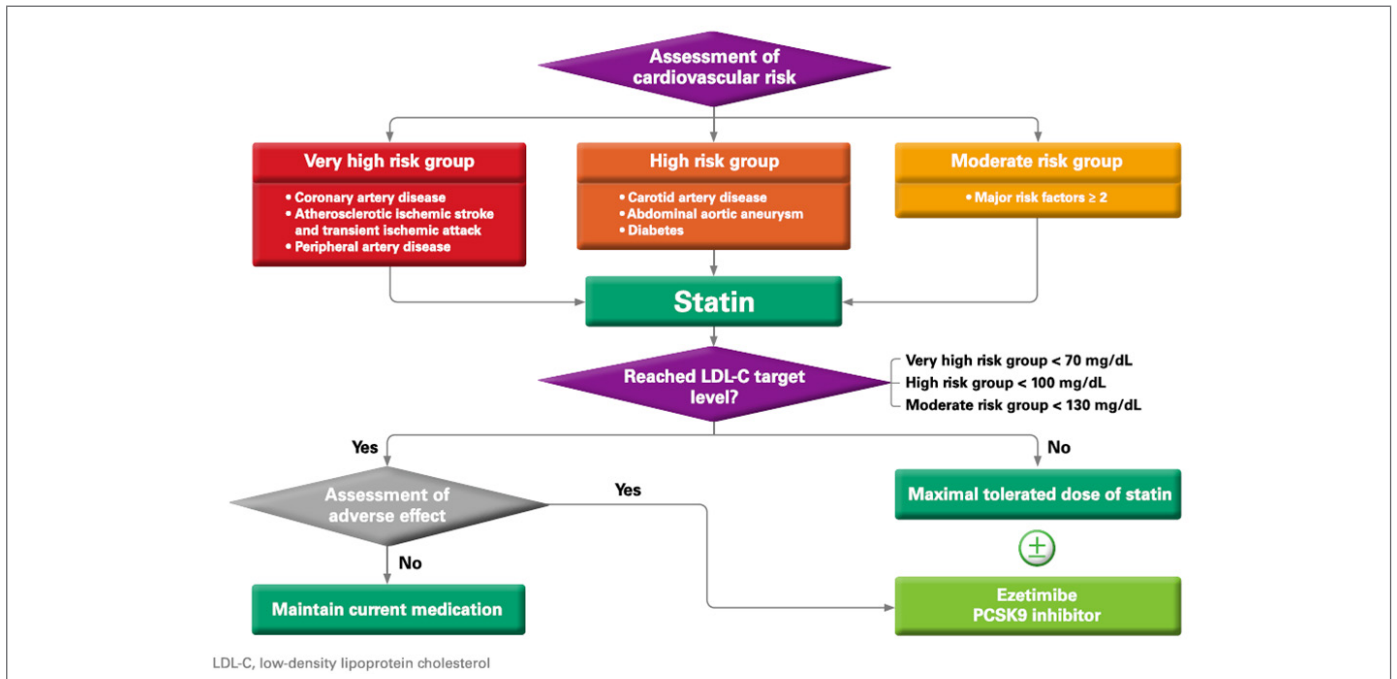 Assessment of
cardiovascular risk
Very high risk group
• Coronary artery disease
• Atherosclerotic ischemic stroke
and transient ischemic attack
• Peripheral artery disease
High risk group
• Carotid artery disease
• Abdominal aortic aneurysm
• Diabetes
Moderate risk group
• Major risk factors ≥ 2
Statin
Reached LDL-C target
level?
Very high risk group < 70 mg/dL
High risk group < 100 mg/dL
Moderate risk group < 130 mg/dL
Yes
No
Assessment of
adverse effect
Yes
Maximal tolerated dose of statin
±
No
Maintain current medication
Ezetimibe
PCSK9 inhibitor
LDL-C, low-density lipoprotein cholesterol